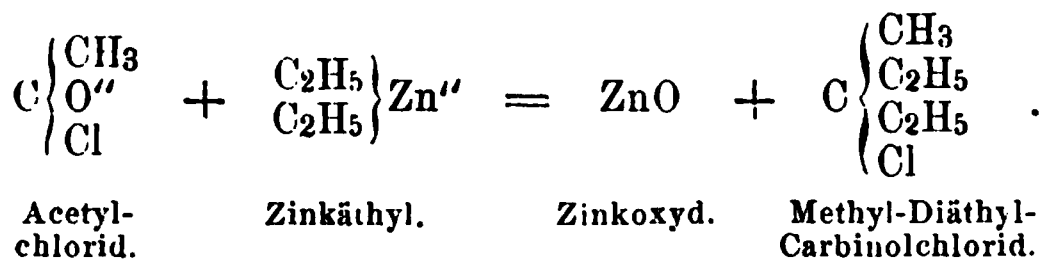 C { CH3 O″ Cl + C2H5 C2H5 } Zn″ = ZnO + C { CH3 C2H5 C2H5 Cl .
Acetyl- Zinkäthyl. Zinkoxyd. Methyl-Diäthyl-
chlorid. Carbinolchlorid.